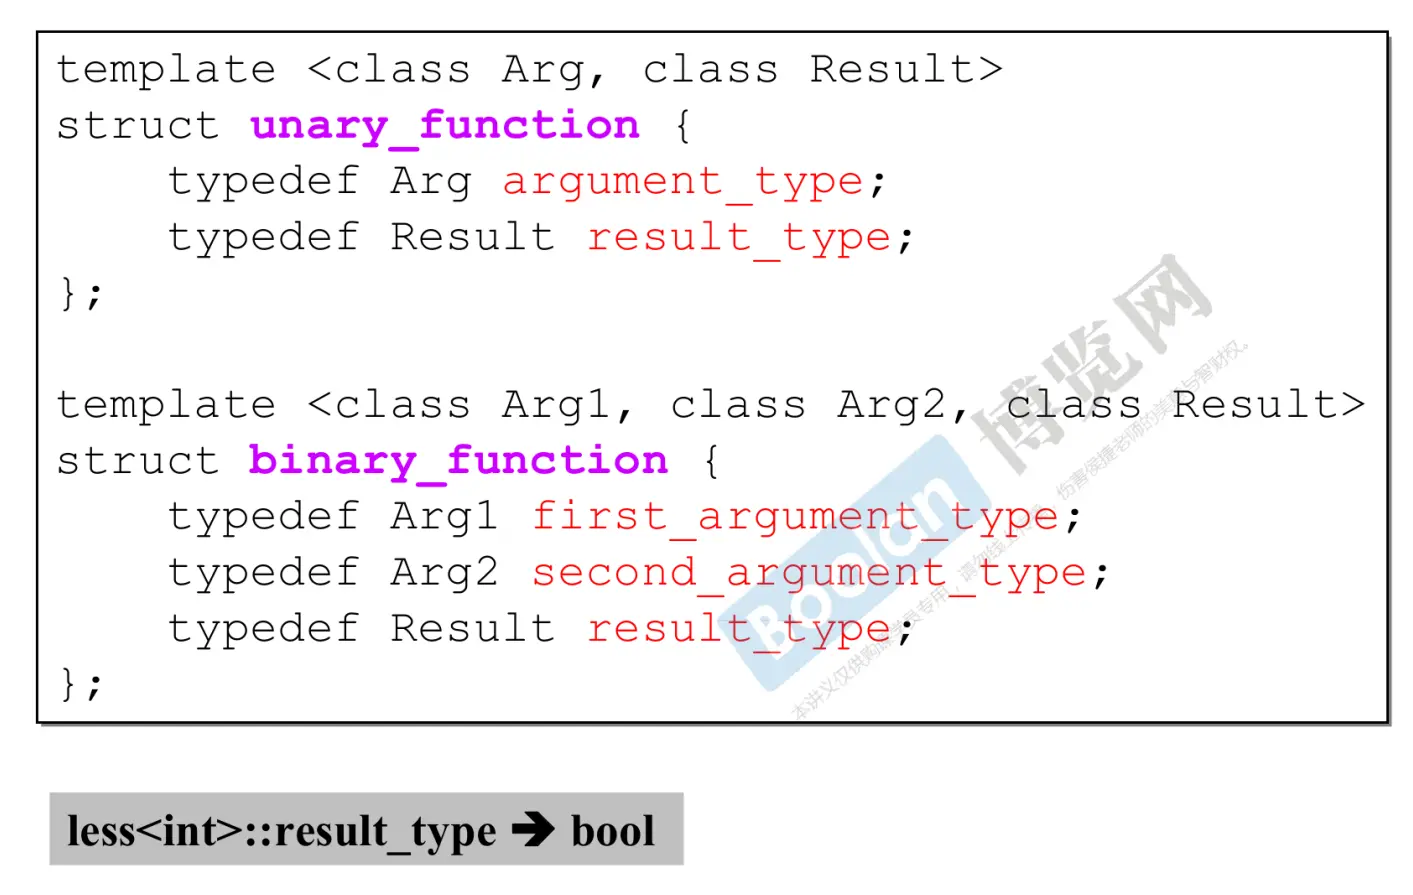 template <class Arg, class Result>
struct unary_function {
    typedef Arg argument_type;
    typedef Result result_type;
};
template <class Arg1, class Arg2, class Result>
struct binary_function {
    typedef Arg1 first_argument_type;
    typedef Arg2 second_argument_type;
    typedef Result result_type;
};
Boolan
博览网
less<int>::result_type ➔ bool